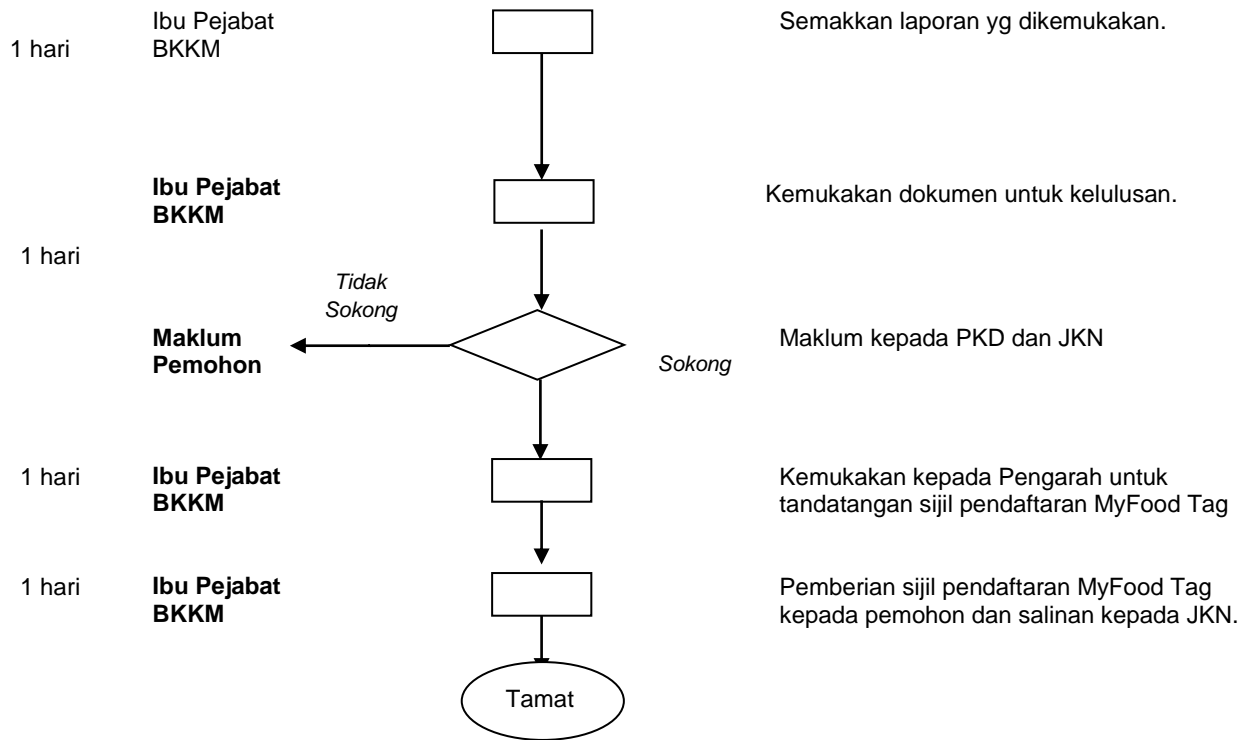 1 hari
Ibu Pejabat
BKKM
Semakkan laporan yg dikemukakan.
Ibu Pejabat
BKKM
Kemukakan dokumen untuk kelulusan.
1 hari
Tidak
Sokong
Maklum
Pemohon
Sokong
Maklum kepada PKD dan JKN
1 hari
Ibu Pejabat
BKKM
Kemukakan kepada Pengarah untuk
tandatangan sijil pendaftaran MyFood Tag
1 hari
Ibu Pejabat
BKKM
Pemberian sijil pendaftaran MyFood Tag
kepada pemohon dan salinan kepada JKN.
Tamat